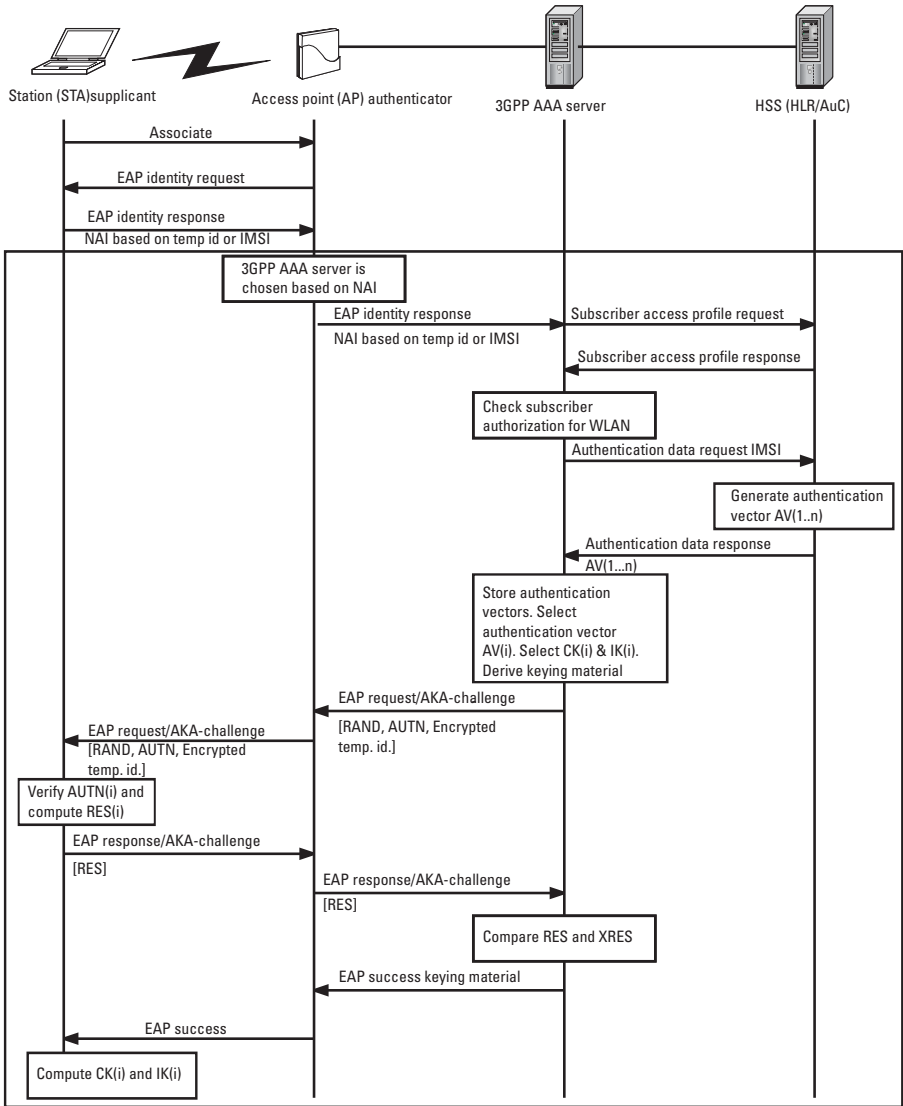 Station (STA)supplicant
Access point (AP) authenticator
3GPP AAA server
HSS (HLR/AuC)
Associate
EAP identity request
EAP identity response
NAI based on temp id or IMSI
3GPP AAA server is
chosen based on NAI
EAP identity response
NAI based on temp id or IMSI
Subscriber access profile request
Subscriber access profile response
Check subscriber
authorization for WLAN
Authentication data request IMSI
Generate authentication
vector AV(1..n)
Authentication data response
AV(1...n)
Store authentication
vectors. Select
authentication vector
AV(i). Select CK(i) & IK(i).
Derive keying material
EAP request/AKA-challenge
[RAND, AUTN, Encrypted
temp. id.]
EAP request/AKA-challenge
[RAND, AUTN, Encrypted
temp. id.]
Verify AUTN(i) and
compute RES(i)
EAP response/AKA-challenge
[RES]
EAP response/AKA-challenge
[RES]
Compare RES and XRES
EAP success keying material
EAP success
Compute CK(i) and IK(i)